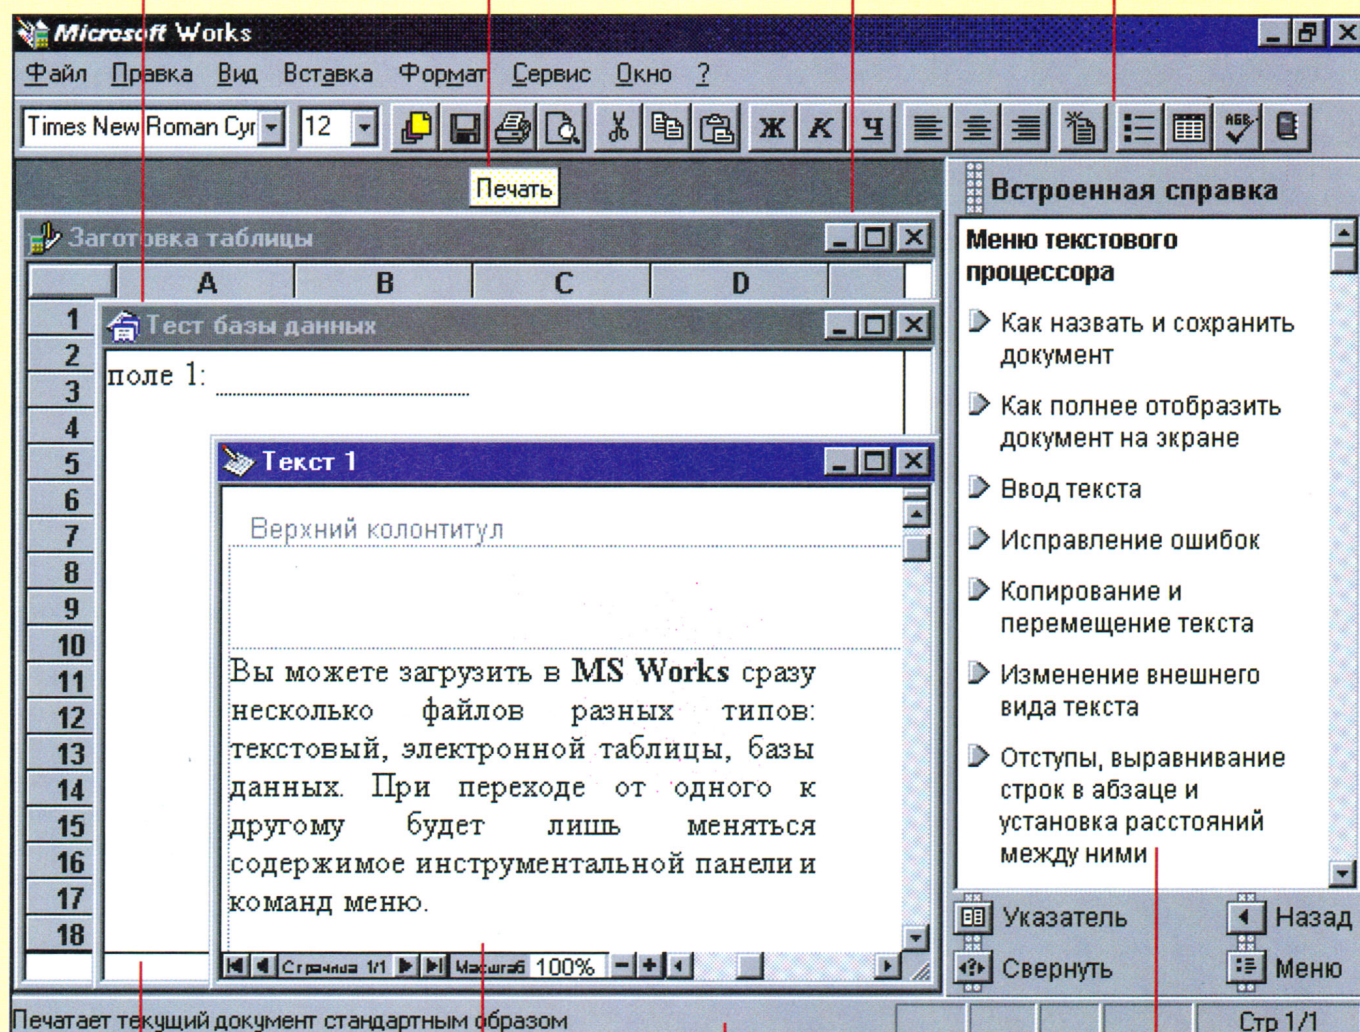 Microsoft Works
Файл Правка Вид Вставка Формат Сервис Окно ?
Times New Roman Cyr 12 Ж К Ч АБВ
Печать
Заготовка таблицы
A B C D
1
2
3
4
5
6
7
8
9
10
11
12
13
14
15
16
17
18
Тест базы данных
поле 1:
Текст 1
Верхний колонтитул
Вы можете загрузить в MS Works сразу
несколько файлов разных типов:
текстовый, электронной таблицы, базы
данных. При переходе от одного к
другому будет лишь меняться
содержимое инструментальной панели и
команд меню.
Страница 1/1 Масштаб 100%
Встроенная справка
Меню текстового
процессора
Как назвать и сохранить
документ
Как полнее отобразить
документ на экране
Ввод текста
Исправление ошибок
Копирование и
перемещение текста
Изменение внешнего
вида текста
Отступы, выравнивание
строк в абзаце и
установка расстояний
между ними
Указатель Назад
Свернуть Меню
Печатает текущий документ стандартным образом Стр 1/1